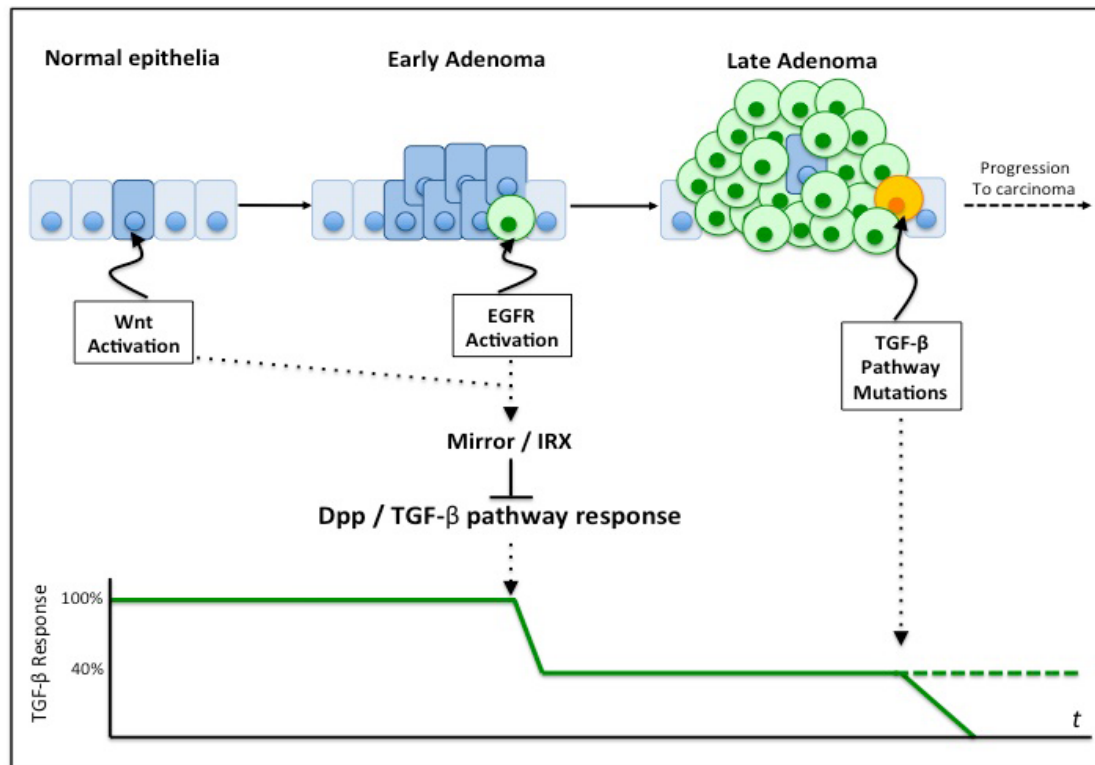 Normal epithelia
Early Adenoma
Late Adenoma
Progression
To carcinoma
Wnt
Activation
EGFR
Activation
TGF-β
Pathway
Mutations
Mirror / IRX
Dpp / TGF-β pathway response
TGF-β Response
100%
40%
t